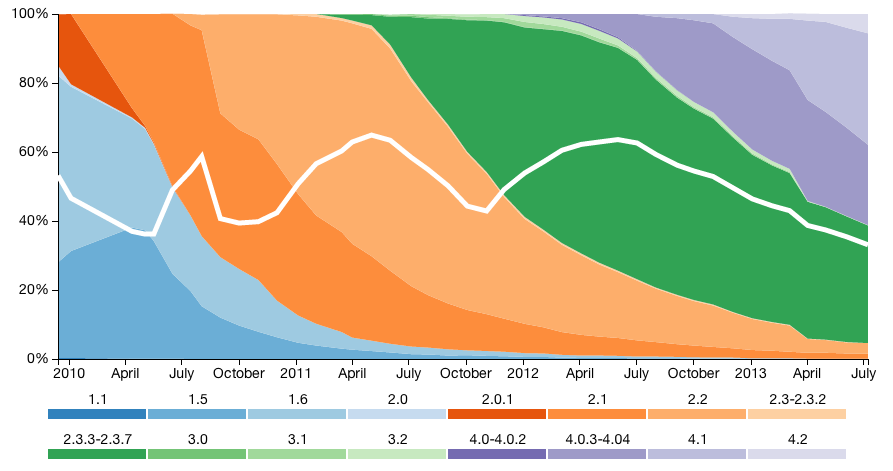 100%
80%
60%
40%
20%
0%
2010 April July October 2011 April July October 2012 April July October 2013 April July
1.1 1.5 1.6 2.0 2.0.1 2.1 2.2 2.3-2.3.2
2.3.3-2.3.7 3.0 3.1 3.2 4.0-4.0.2 4.0.3-4.04 4.1 4.2